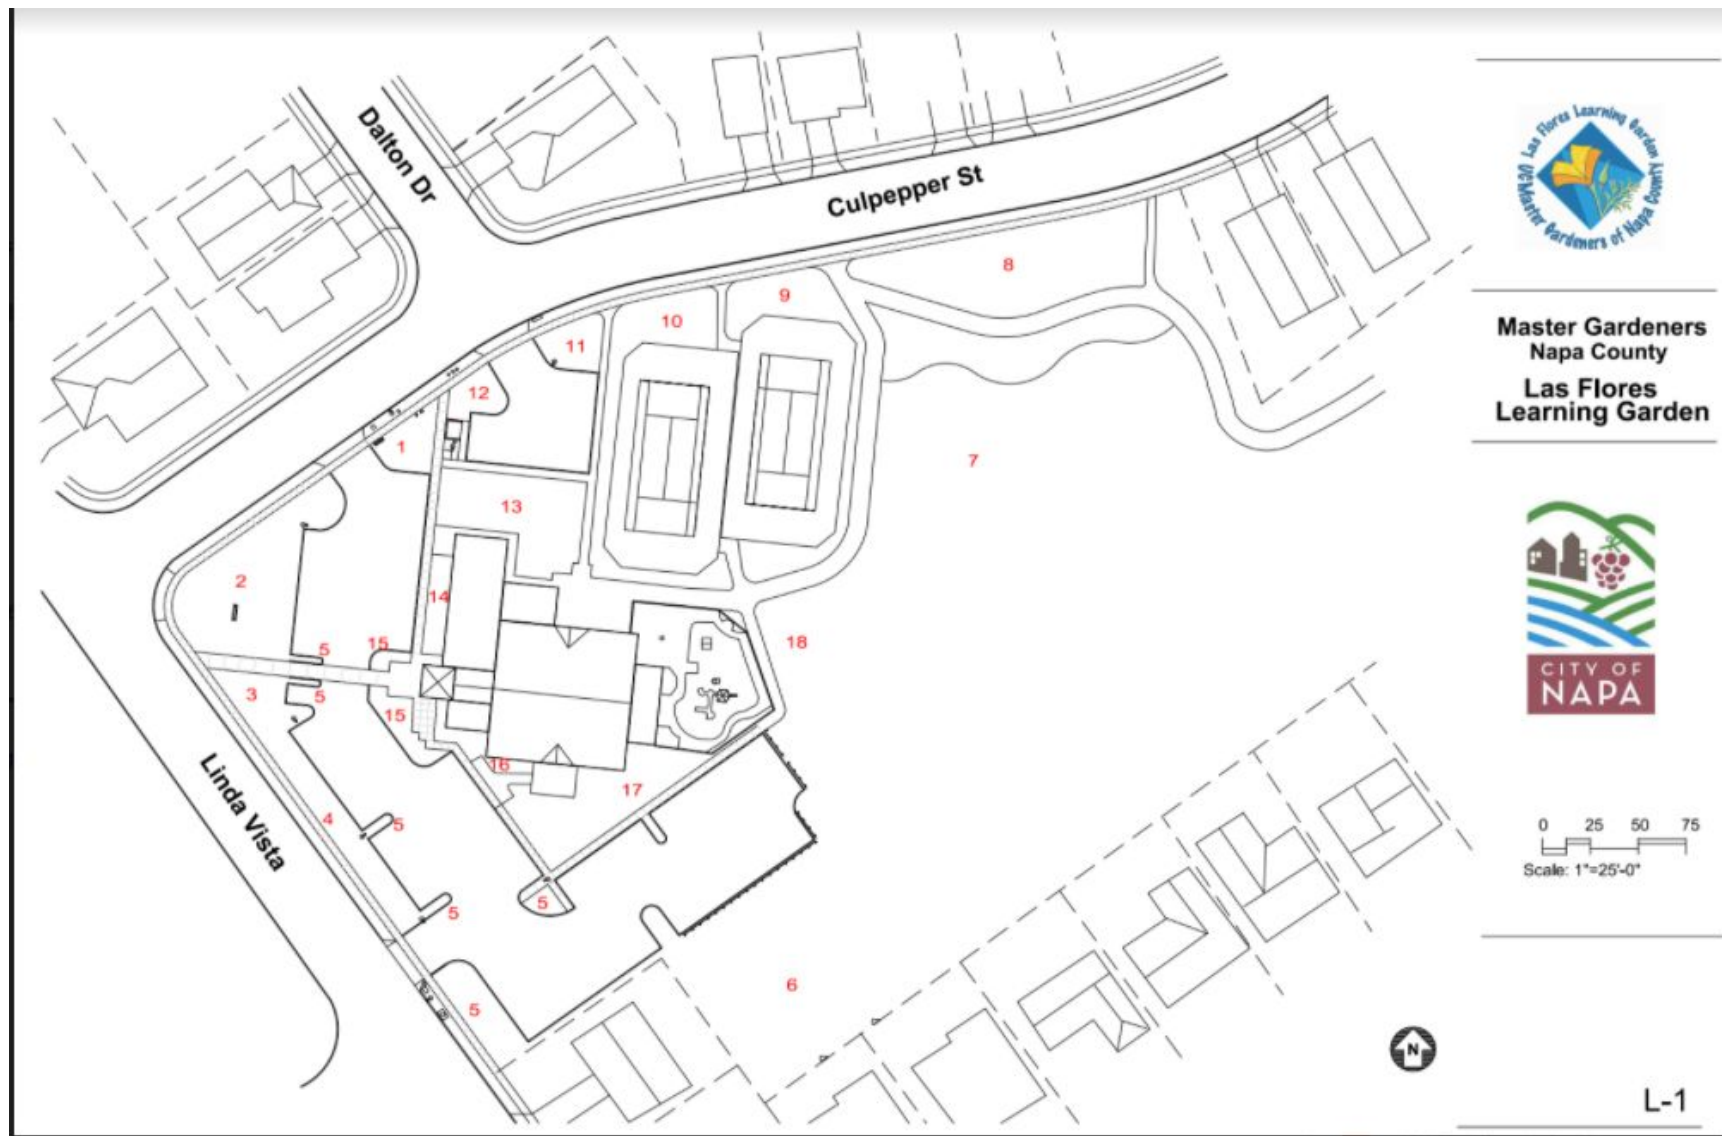 Dalton Dr
Culpepper St
8
9
10
11
12
1
7
13
2
14
5
15
18
3
5
15
16
17
4
5
Linda Vista
5
5
6
5
N
Las Flores Learning Garden
UC Master Gardeners of Napa County
Master Gardeners
Napa County
Las Flores
Learning Garden
CITY OF
NAPA
0 25 50 75
Scale: 1"=25'-0"
L-1